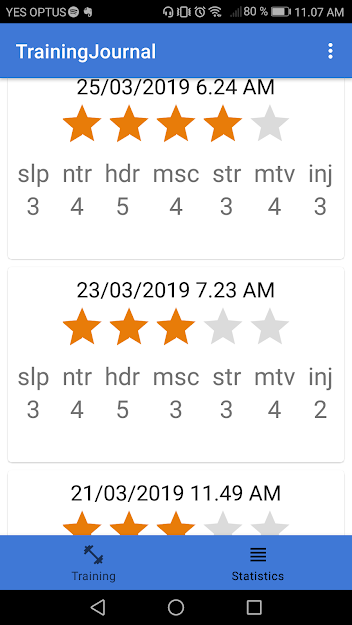 YES OPTUS 80 % 11.07 AM
TrainingJournal
25/03/2019 6.24 AM
slp ntr hdr msc str mtv inj
3 4 5 4 3 4 3
23/03/2019 7.23 AM
slp ntr hdr msc str mtv inj
3 4 5 3 3 4 2
21/03/2019 11.49 AM
Training Statistics